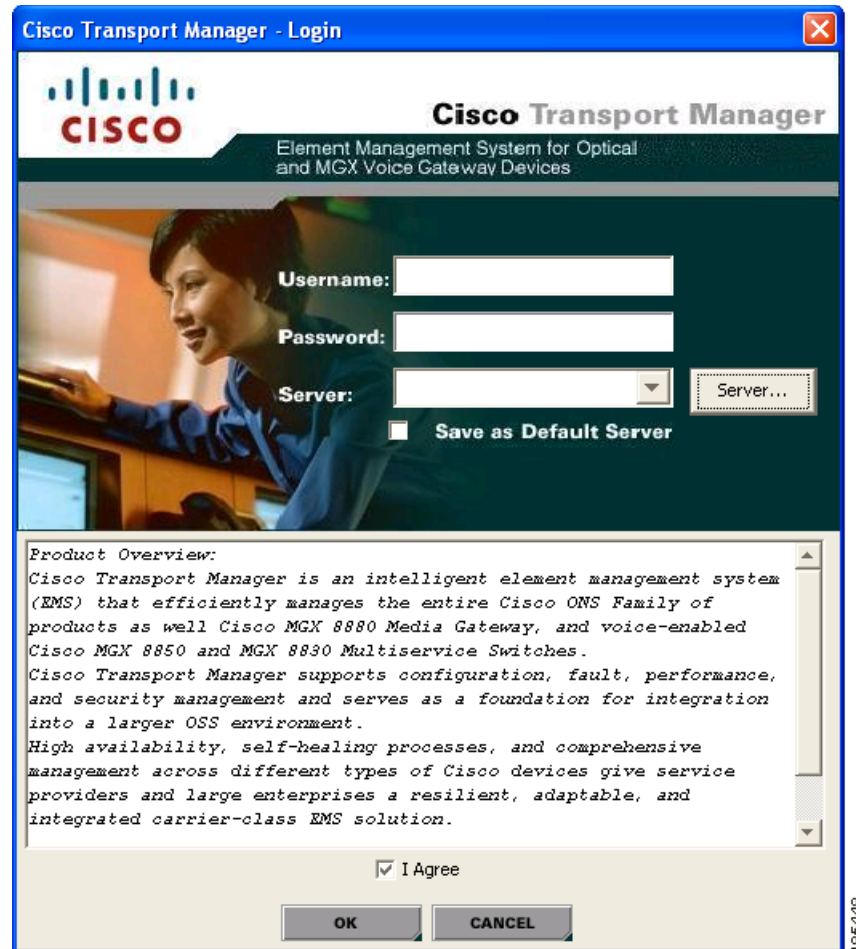 Cisco Transport Manager - Login
CISCO
Cisco Transport Manager
Element Management System for Optical
and MGX Voice Gateway Devices
Username:
Password:
Server:
Server...
Save as Default Server
Product Overview:
Cisco Transport Manager is an intelligent element management system
(EMS) that efficiently manages the entire Cisco ONS Family of
products as well Cisco MGX 8880 Media Gateway, and voice-enabled
Cisco MGX 8850 and MGX 8830 Multiservice Switches.
Cisco Transport Manager supports configuration, fault, performance,
and security management and serves as a foundation for integration
into a larger OSS environment.
High availability, self-healing processes, and comprehensive
management across different types of Cisco devices give service
providers and large enterprises a resilient, adaptable, and
integrated carrier-class EMS solution.
I Agree
OK
CANCEL